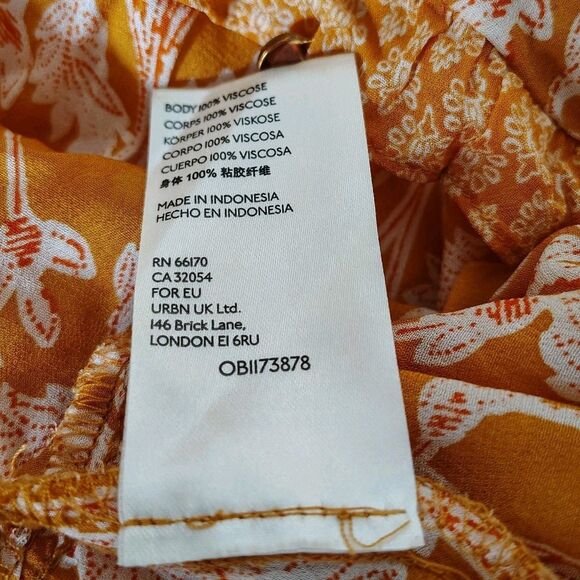 BODY 100% VISCOSE
CORPS 100% VISCOSE
KÖRPER 100% VISKOSE
CORPO 100% VISCOSA
CUERPO 100% VISCOSA
身体 100% 粘胶纤维
MADE IN INDONESIA
HECHO EN INDONESIA
RN 66170
CA 32054
FOR EU
URBN UK Ltd.
146 Brick Lane,
LONDON E1 6RU
OB1173878